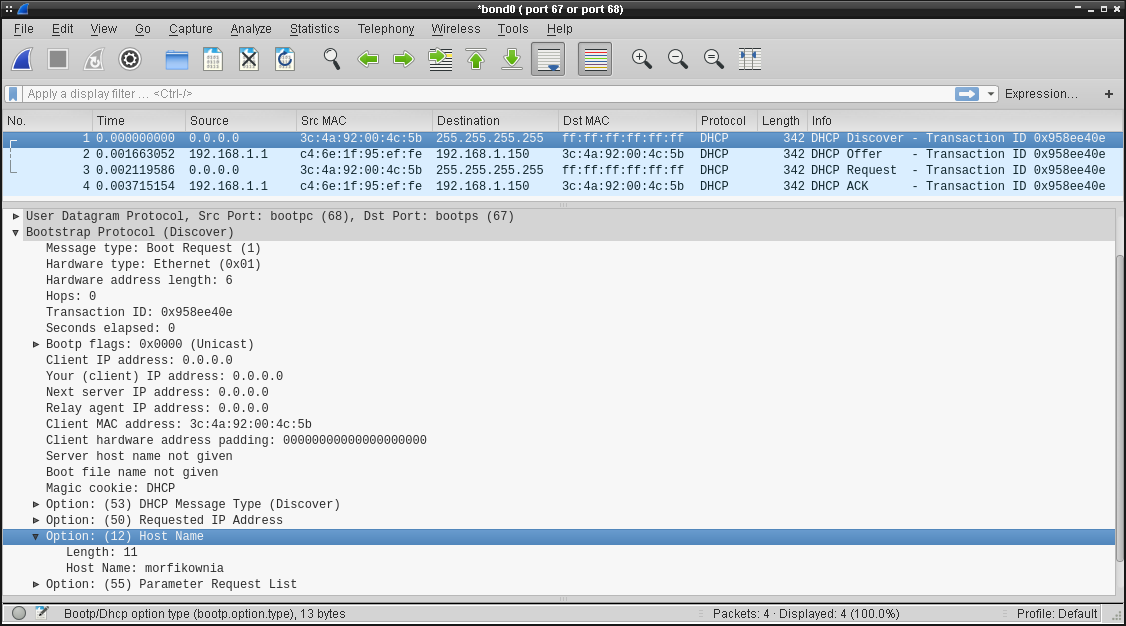 *bond0 ( port 67 or port 68)
File Edit View Go Capture Analyze Statistics Telephony Wireless Tools Help
Apply a display filter … <Ctrl-/> Expression… +
No. Time Source Src MAC Destination Dst MAC Protocol Length Info
1 0.000000000 0.0.0.0 3c:4a:92:00:4c:5b 255.255.255.255 ff:ff:ff:ff:ff:ff DHCP 342 DHCP Discover - Transaction ID 0x958ee40e
2 0.001663052 192.168.1.1 c4:6e:1f:95:ef:fe 192.168.1.150 3c:4a:92:00:4c:5b DHCP 342 DHCP Offer - Transaction ID 0x958ee40e
3 0.002119586 0.0.0.0 3c:4a:92:00:4c:5b 255.255.255.255 ff:ff:ff:ff:ff:ff DHCP 342 DHCP Request - Transaction ID 0x958ee40e
4 0.003715154 192.168.1.1 c4:6e:1f:95:ef:fe 192.168.1.150 3c:4a:92:00:4c:5b DHCP 342 DHCP ACK - Transaction ID 0x958ee40e
User Datagram Protocol, Src Port: bootpc (68), Dst Port: bootps (67)
Bootstrap Protocol (Discover)
Message type: Boot Request (1)
Hardware type: Ethernet (0x01)
Hardware address length: 6
Hops: 0
Transaction ID: 0x958ee40e
Seconds elapsed: 0
Bootp flags: 0x0000 (Unicast)
Client IP address: 0.0.0.0
Your (client) IP address: 0.0.0.0
Next server IP address: 0.0.0.0
Relay agent IP address: 0.0.0.0
Client MAC address: 3c:4a:92:00:4c:5b
Client hardware address padding: 00000000000000000000
Server host name not given
Boot file name not given
Magic cookie: DHCP
Option: (53) DHCP Message Type (Discover)
Option: (50) Requested IP Address
Option: (12) Host Name
Length: 11
Host Name: morfikownia
Option: (55) Parameter Request List
Bootp/Dhcp option type (bootp.option.type), 13 bytes Packets: 4 · Displayed: 4 (100.0%) Profile: Default